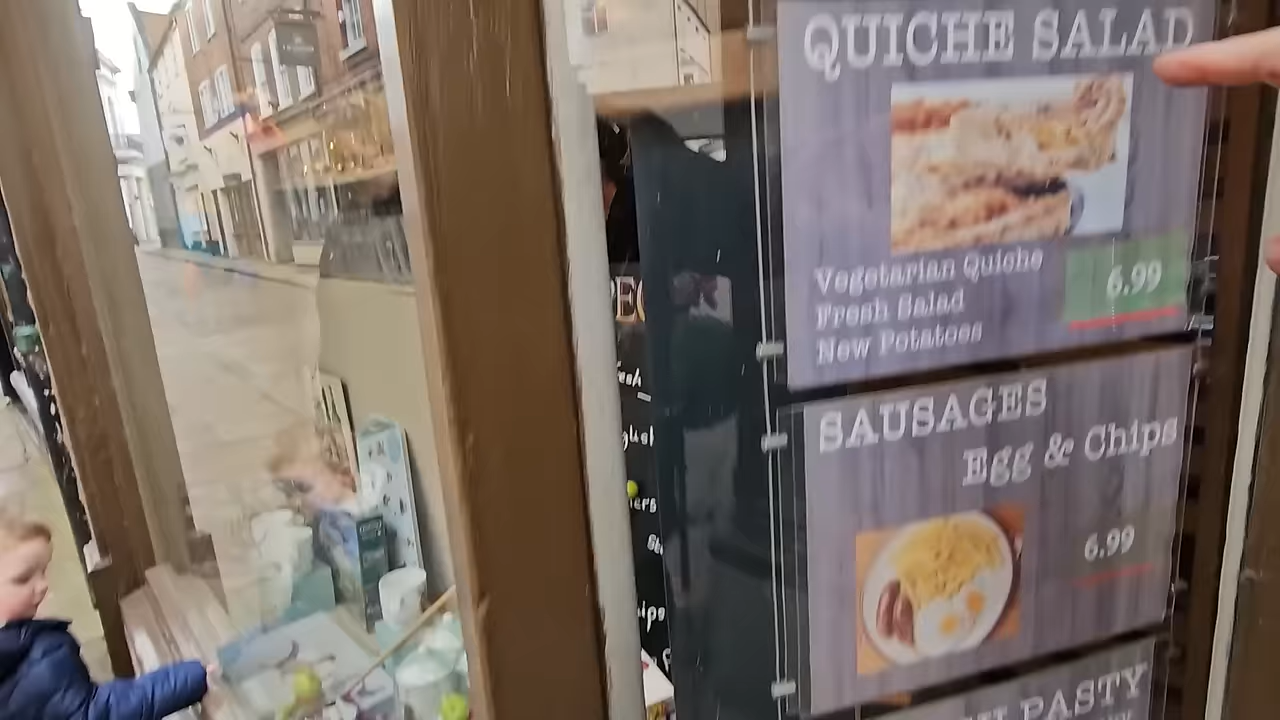 QUICHE SALAD
Vegetarian Quiche
Fresh Salad
New Potatoes
6.99
SAUSAGES
Egg & Chips
6.99
PASTY